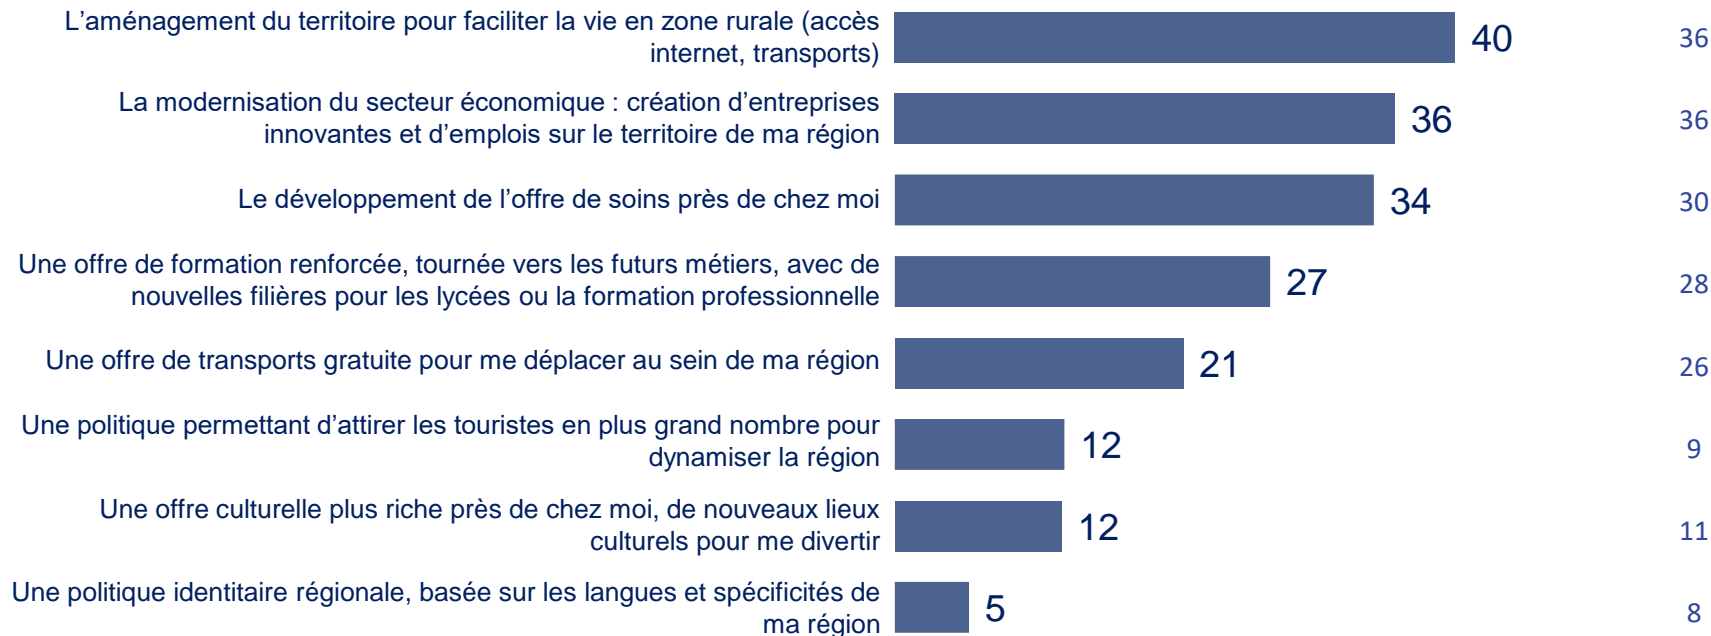 L’aménagement du territoire pour faciliter la vie en zone rurale (accès
internet, transports)
40
36
La modernisation du secteur économique : création d’entreprises
innovantes et d’emplois sur le territoire de ma région
36
36
Le développement de l’offre de soins près de chez moi
34
30
Une offre de formation renforcée, tournée vers les futurs métiers, avec de
nouvelles filières pour les lycées ou la formation professionnelle
27
28
Une offre de transports gratuite pour me déplacer au sein de ma région
21
26
Une politique permettant d’attirer les touristes en plus grand nombre pour
dynamiser la région
12
9
Une offre culturelle plus riche près de chez moi, de nouveaux lieux
culturels pour me divertir
12
11
Une politique identitaire régionale, basée sur les langues et spécificités de
ma région
5
8